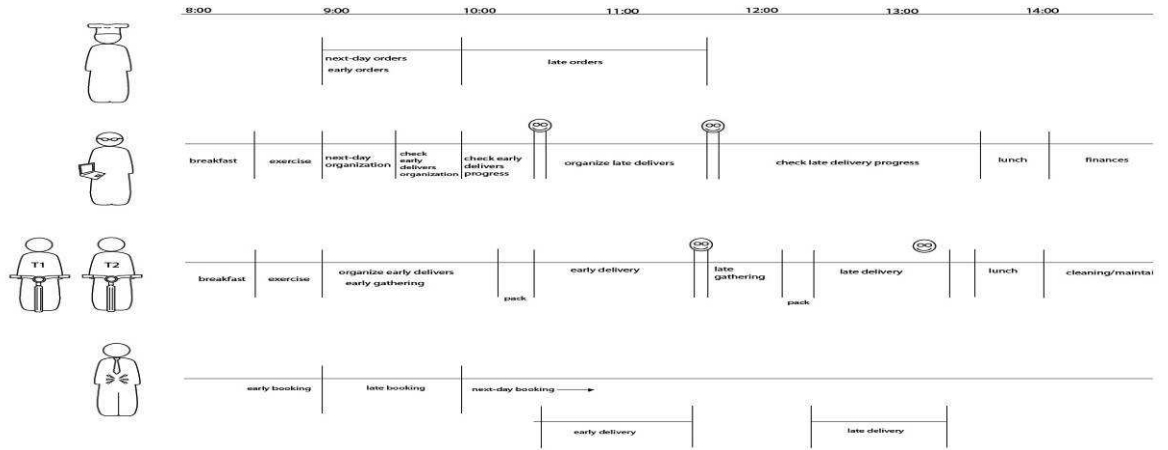 8:00 9:00 10:00 11:00 12:00 13:00 14:00
next-day orders
early orders
late orders
breakfast
exercise
next-day
organization
check
early
delivers
organization
check early
delivers
progress
organize late delivers
check late delivery progress
lunch
finances
T1
T2
breakfast
exercise
organize early delivers
early gathering
pack
early delivery
late
gathering
pack
late delivery
lunch
cleaning/maintai
early booking
late booking
next-day booking
early delivery
late delivery